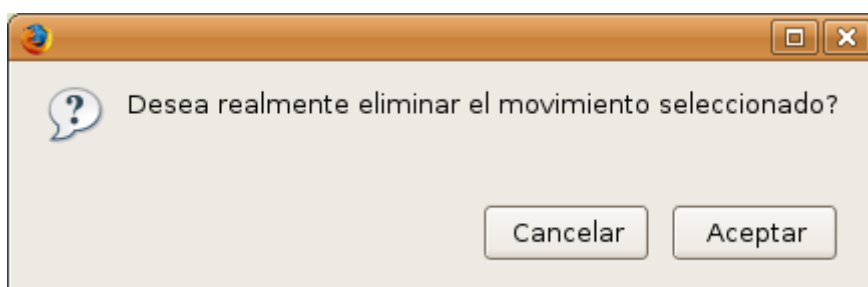 Desea realmente eliminar el movimiento seleccionado?
Cancelar
Aceptar